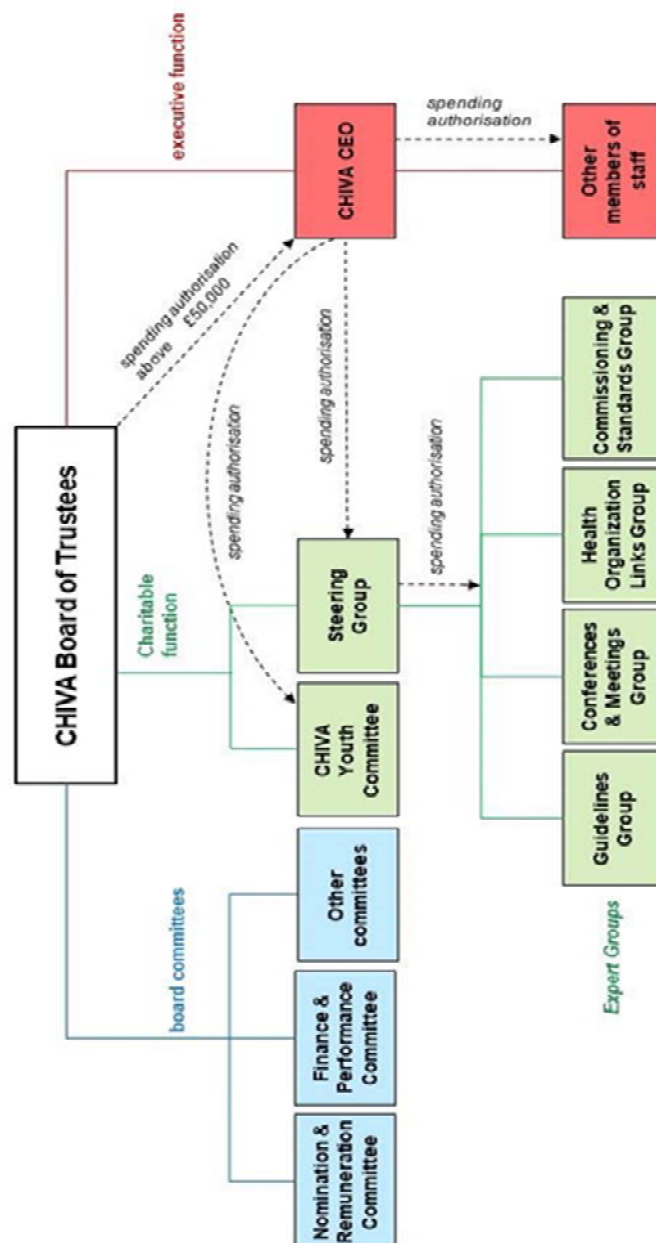 CHIVA Board of Trustees
board committees
Charitable
function
executive function
spending authorisation
above £50,000
Nomination &
Remuneration
Committee
Finance &
Performance
Committee
Other
committees
CHIVA
Youth
Committee
Steering
Group
CHIVA CEO
spending authorisation
spending authorisation
spending
authorisation
spending authorisation
Expert Groups
Guidelines
Group
Conferences
& Meetings
Group
Health
Organization
Links Group
Commissioning &
Standards Group
Other
members of
staff